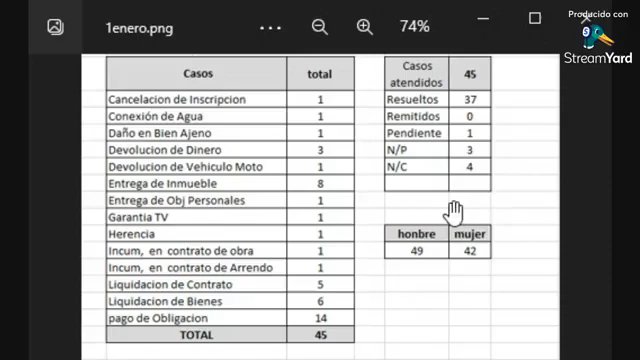 Producido con
StreamYard
1enero.png
74%
Casos total
Cancelacion de Inscripcion 1
Conexión de Agua 1
Daño en Bien Ajeno 1
Devolucion de Dinero 3
Devolucion de Vehiculo Moto 1
Entrega de Inmueble 8
Entrega de Obj Personales 1
Garantia TV 1
Herencia 1
Incum, en contrato de obra 1
Incum, en contrato de Arrendo 1
Liquidacion de Contrato 5
Liquidacion de Bienes 6
pago de Obligacion 14
TOTAL 45
Casos
atendidos 45
Resueltos 37
Remitidos 0
Pendiente 1
N/P 3
N/C 4
honbre mujer
49 42